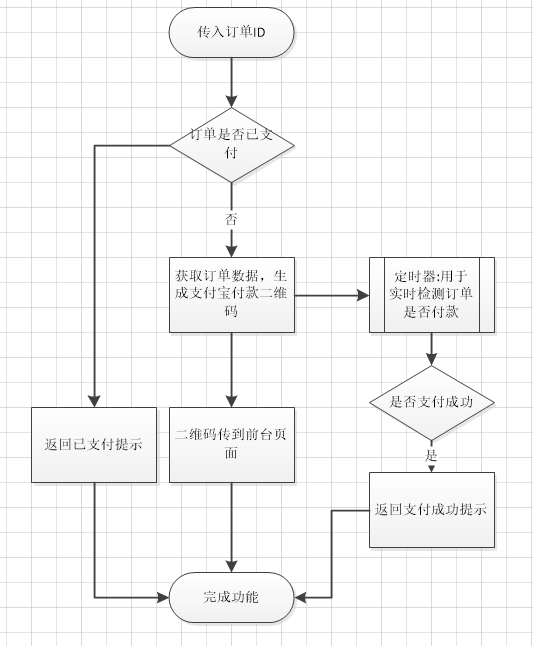 传入订单ID
订单是否已支
付
否
获取订单数据，生
成支付宝付款二维
码
定时器:用于
实时检测订单
是否付款
是否支付成功
是
返回已支付提示
二维码传到前台页
面
返回支付成功提示
完成功能